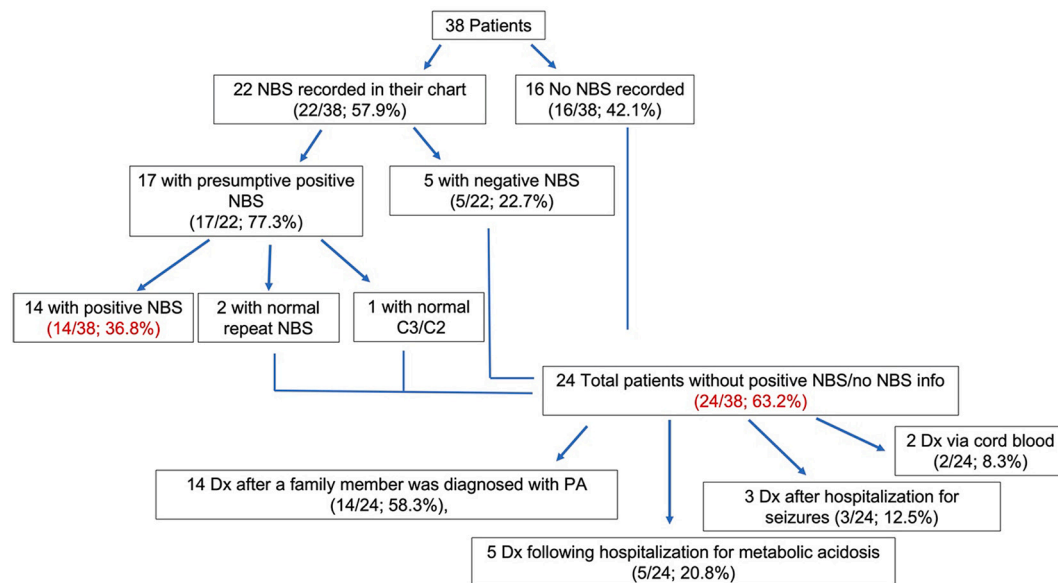 38 Patients
22 NBS recorded in their chart
(22/38; 57.9%)
16 No NBS recorded
(16/38; 42.1%)
17 with presumptive positive
NBS
(17/22; 77.3%)
5 with negative NBS
(5/22; 22.7%)
14 with positive NBS
(14/38; 36.8%)
2 with normal
repeat NBS
1 with normal
C3/C2
24 Total patients without positive NBS/no NBS info
(24/38; 63.2%)
14 Dx after a family member was diagnosed with PA
(14/24; 58.3%),
5 Dx following hospitalization for metabolic acidosis
(5/24; 20.8%)
3 Dx after hospitalization for
seizures (3/24; 12.5%)
2 Dx via cord blood
(2/24; 8.3%)